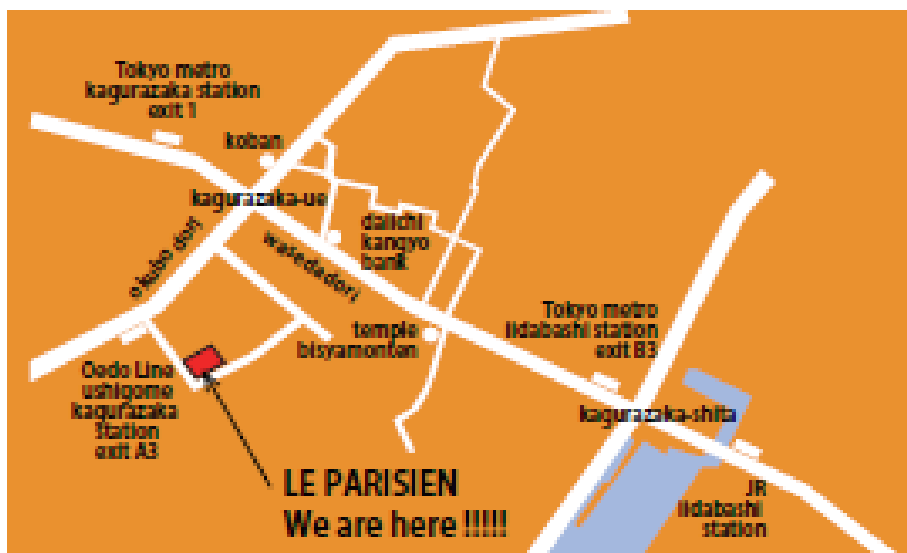 Tokyo metro
kagurazaka station
exit 1
koban
kagurazaka-ue
okubo dori
wasedadori
daiichi
kangyo
bank
temple
bisyamonten
Tokyo metro
iidabashi station
exit B3
kagurazaka-shita
JR
iidabashi
station
Oedo Line
ushigome
kagurazaka
station
exit A3
LE PARISIEN
We are here !!!!!